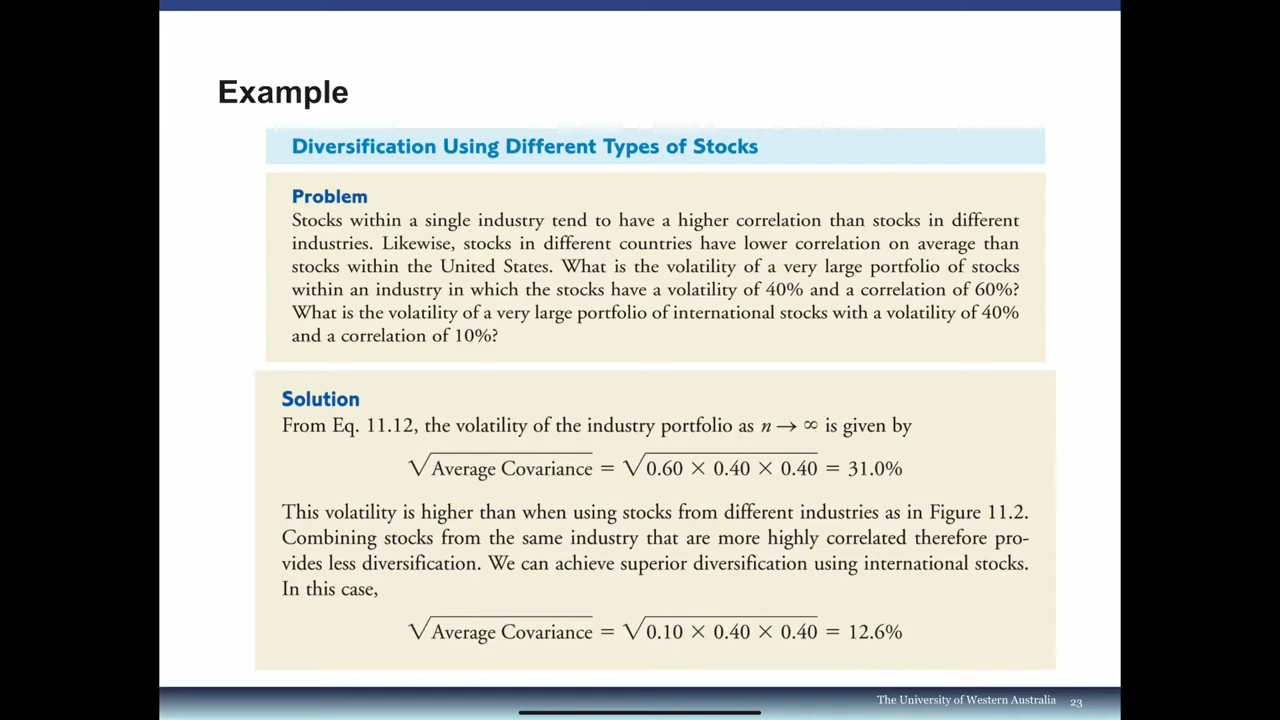 Example
Diversification Using Different Types of Stocks
Problem
Stocks within a single industry tend to have a higher correlation than stocks in different
industries. Likewise, stocks in different countries have lower correlation on average than
stocks within the United States. What is the volatility of a very large portfolio of stocks
within an industry in which the stocks have a volatility of 40% and a correlation of 60%?
What is the volatility of a very large portfolio of international stocks with a volatility of 40%
and a correlation of 10%?
Solution
From Eq. 11.12, the volatility of the industry portfolio as n → ∞ is given by
√Average Covariance = √0.60 × 0.40 × 0.40 = 31.0%
This volatility is higher than when using stocks from different industries as in Figure 11.2.
Combining stocks from the same industry that are more highly correlated therefore pro-
vides less diversification. We can achieve superior diversification using international stocks.
In this case,
√Average Covariance = √0.10 × 0.40 × 0.40 = 12.6%
The University of Western Australia 23